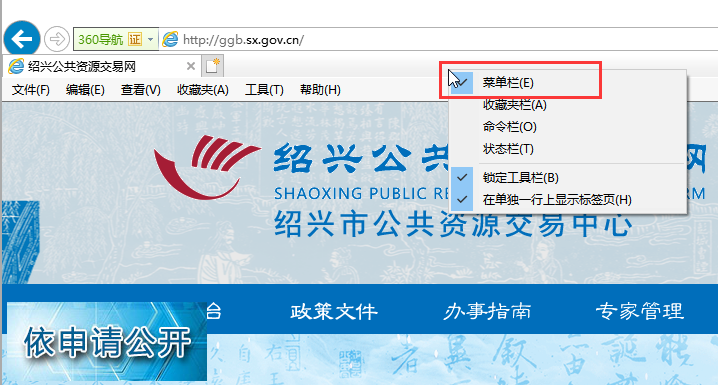 360导航 证 http://ggb.sx.gov.cn/
绍兴公共资源交易网
文件(F) 编辑(E) 查看(V) 收藏夹(A) 工具(T) 帮助(H)
菜单栏(E)
收藏夹栏(A)
命令栏(O)
状态栏(T)
锁定工具栏(B)
在单独一行上显示标签页(H)
绍兴公共 网
SHAOXING PUBLIC
绍兴市公共资源交易中心
政策文件 办事指南 专家管理
依申请公开